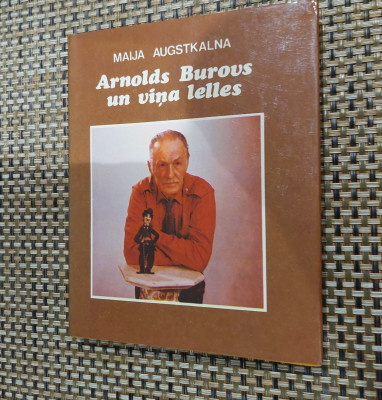 MAIJA AUGSTKALNA
Arnolds Burovs
un viņa lelles